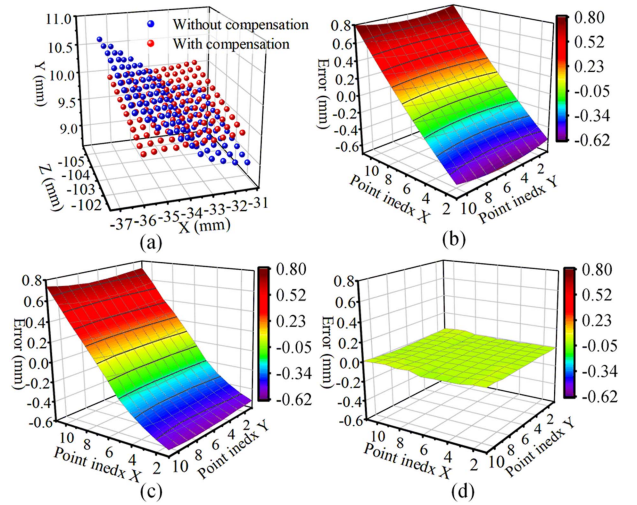 11.0
10.5
10.0
9.5
9.0
Y (mm)
Without compensation
With compensation
-105
-104
-103
-102
Z (mm)
-37 -36 -35 -34 -33 -32 -31
X (mm)
(a)
0.8
0.6
0.4
0.2
0.0
-0.2
-0.4
-0.6
Error (mm)
10 8 6 4 2
Point inedx X
10 8 6 4 2
Point inedx Y
0.80
0.52
0.23
-0.05
-0.34
-0.62
(b)
0.8
0.6
0.4
0.2
0.0
-0.2
-0.4
-0.6
Error (mm)
10 8 6 4 2
Point inedx X
10 8 6 4 2
Point inedx Y
0.80
0.52
0.23
-0.05
-0.34
-0.62
(c)
0.8
0.6
0.4
0.2
0.0
-0.2
-0.4
-0.6
Error (mm)
10 8 6 4 2
Point inedx X
10 8 6 4 2
Point inedx Y
0.80
0.52
0.23
-0.05
-0.34
-0.62
(d)